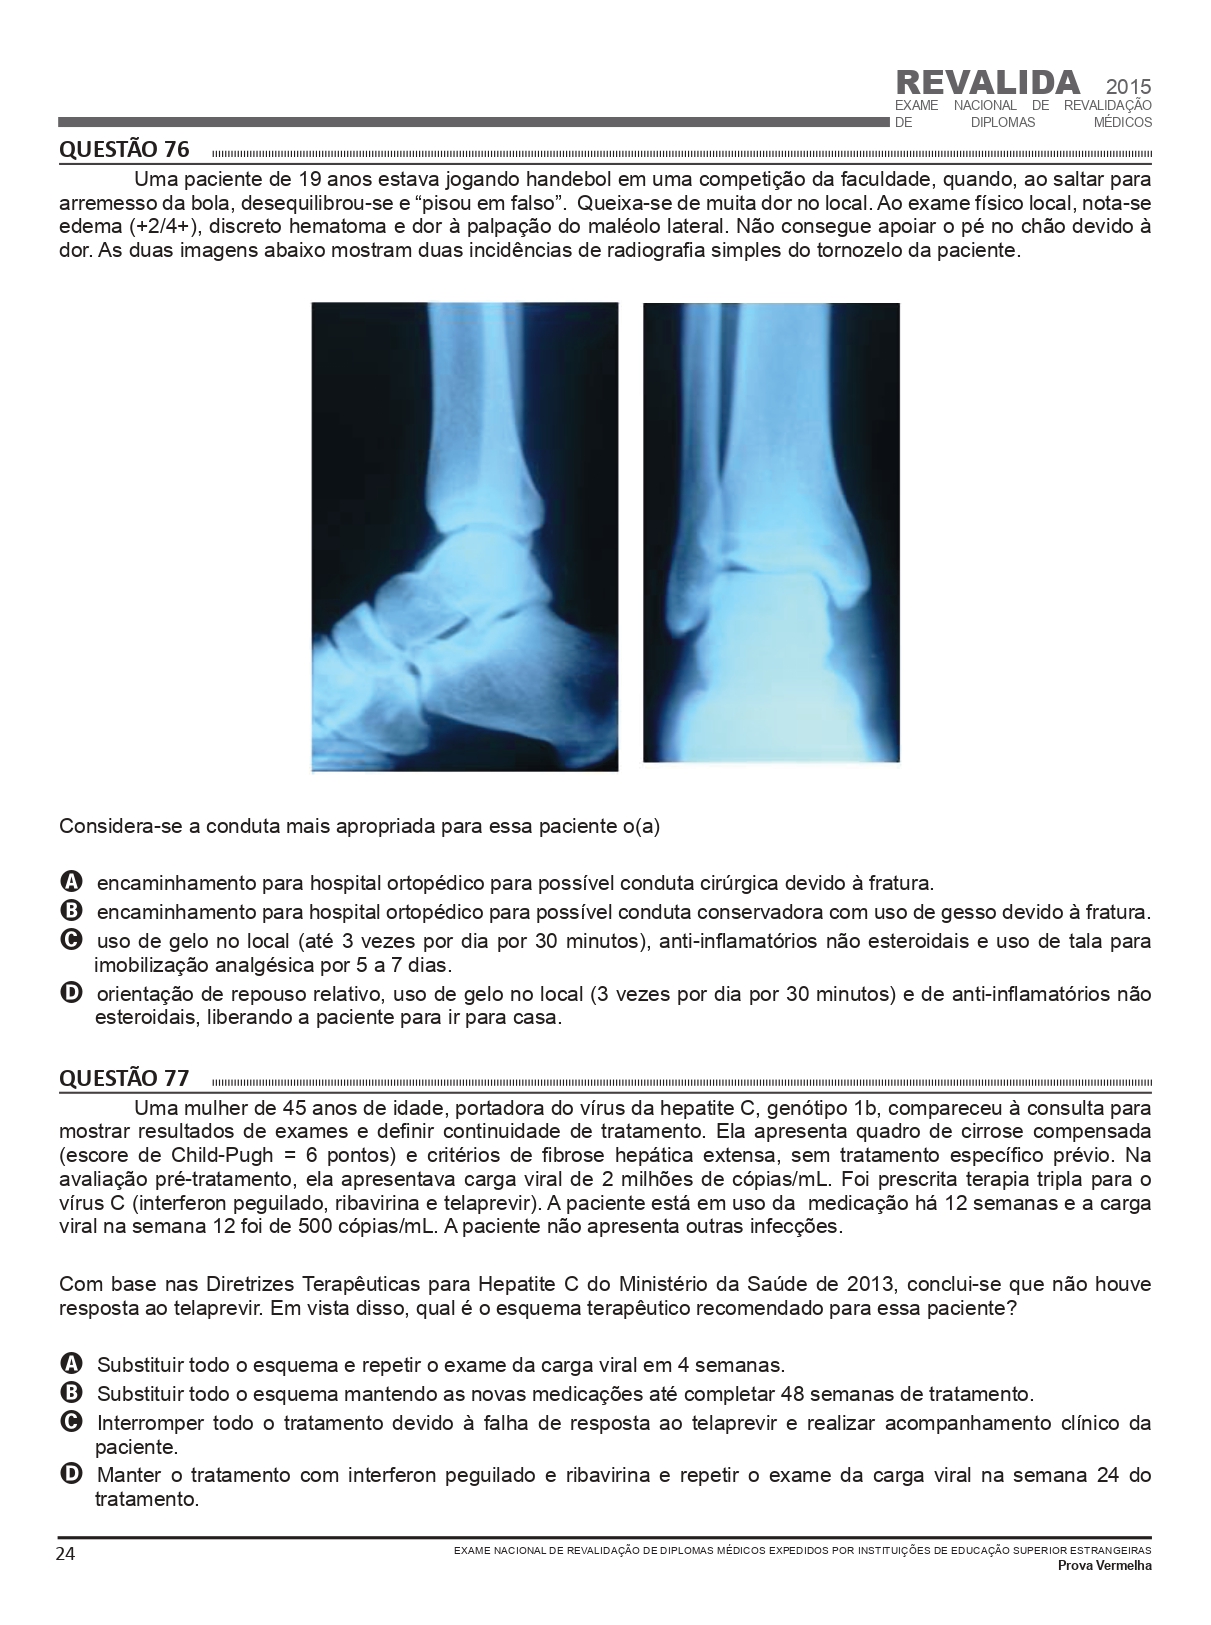 REVALIDA 2015
EXAME NACIONAL DE REVALIDAÇÃO
DE DIPLOMAS MÉDICOS
QUESTÃO 76
Uma paciente de 19 anos estava jogando handebol em uma competição da faculdade, quando, ao saltar para
arremesso da bola, desequilibrou-se e “pisou em falso”. Queixa-se de muita dor no local. Ao exame físico local, nota-se
edema (+2/4+), discreto hematoma e dor à palpação do maléolo lateral. Não consegue apoiar o pé no chão devido à
dor. As duas imagens abaixo mostram duas incidências de radiografia simples do tornozelo da paciente.
Considera-se a conduta mais apropriada para essa paciente o(a)
A encaminhamento para hospital ortopédico para possível conduta cirúrgica devido à fratura.
B encaminhamento para hospital ortopédico para possível conduta conservadora com uso de gesso devido à fratura.
C uso de gelo no local (até 3 vezes por dia por 30 minutos), anti-inflamatórios não esteroidais e uso de tala para
imobilização analgésica por 5 a 7 dias.
D orientação de repouso relativo, uso de gelo no local (3 vezes por dia por 30 minutos) e de anti-inflamatórios não
esteroidais, liberando a paciente para ir para casa.
QUESTÃO 77
Uma mulher de 45 anos de idade, portadora do vírus da hepatite C, genótipo 1b, compareceu à consulta para
mostrar resultados de exames e definir continuidade de tratamento. Ela apresenta quadro de cirrose compensada
(escore de Child-Pugh = 6 pontos) e critérios de fibrose hepática extensa, sem tratamento específico prévio. Na
avaliação pré-tratamento, ela apresentava carga viral de 2 milhões de cópias/mL. Foi prescrita terapia tripla para o
vírus C (interferon peguilado, ribavirina e telaprevir). A paciente está em uso da medicação há 12 semanas e a carga
viral na semana 12 foi de 500 cópias/mL. A paciente não apresenta outras infecções.
Com base nas Diretrizes Terapêuticas para Hepatite C do Ministério da Saúde de 2013, conclui-se que não houve
resposta ao telaprevir. Em vista disso, qual é o esquema terapêutico recomendado para essa paciente?
A Substituir todo o esquema e repetir o exame da carga viral em 4 semanas.
B Substituir todo o esquema mantendo as novas medicações até completar 48 semanas de tratamento.
C Interromper todo o tratamento devido à falha de resposta ao telaprevir e realizar acompanhamento clínico da
paciente.
D Manter o tratamento com interferon peguilado e ribavirina e repetir o exame da carga viral na semana 24 do
tratamento.
24 EXAME NACIONAL DE REVALIDAÇÃO DE DIPLOMAS MÉDICOS EXPEDIDOS POR INSTITUIÇÕES DE EDUCAÇÃO SUPERIOR ESTRANGEIRAS
Prova Vermelha